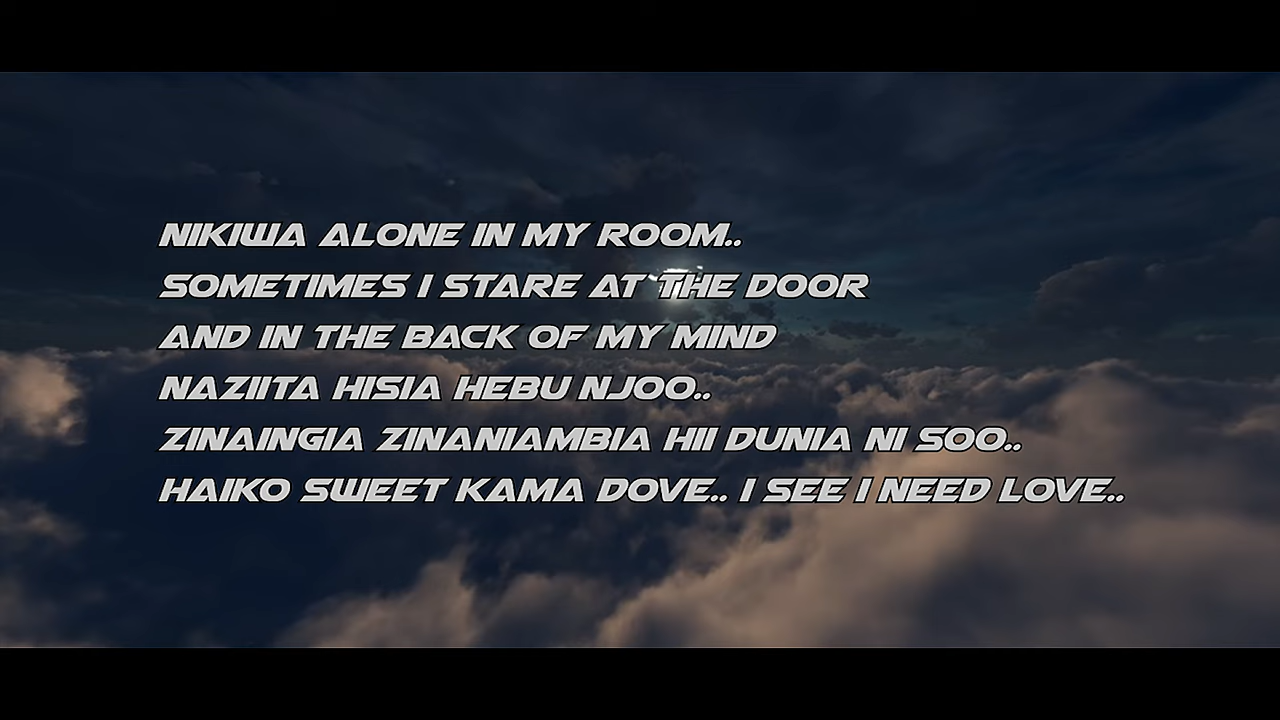 NIKIWA ALONE IN MY ROOM..
SOMETIMES I STARE AT THE DOOR
AND IN THE BACK OF MY MIND
NAZIITA HISIA HEBU NJOO..
ZINAINGIA ZINANIAMBIA HII DUNIA NI SOO..
HAIKO SWEET KAMA DOVE.. I SEE I NEED LOVE..